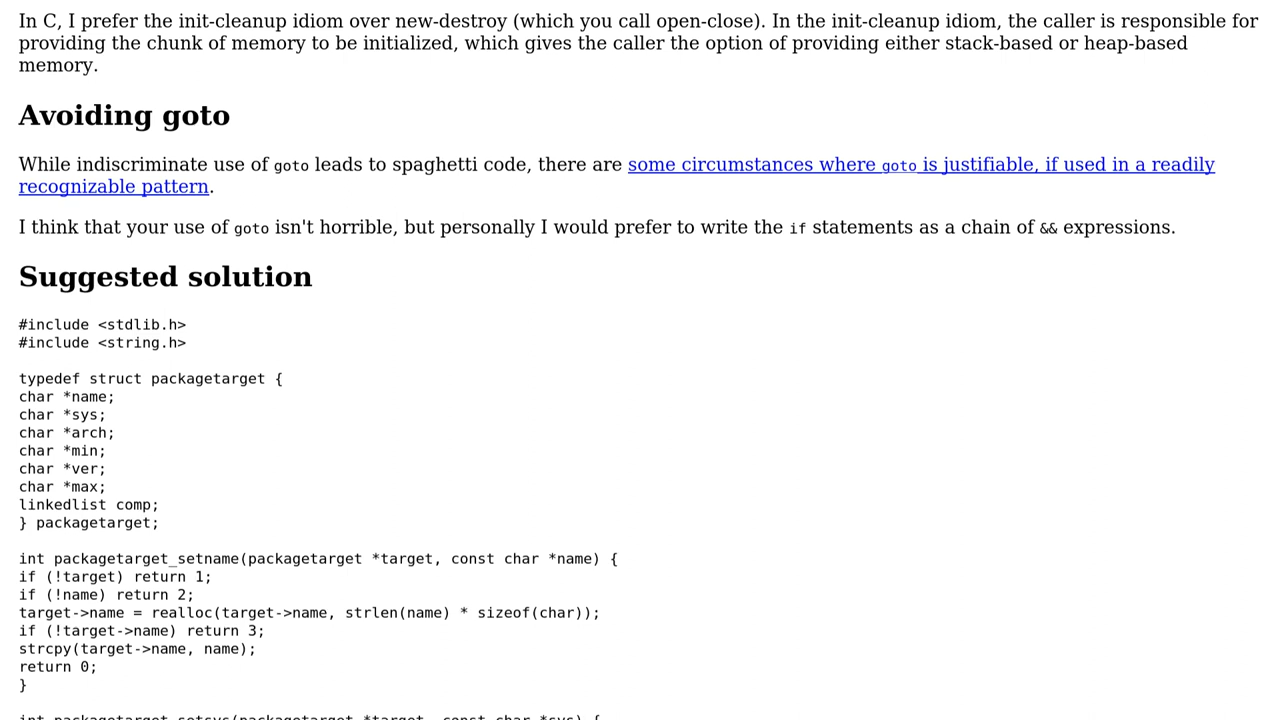 In C, I prefer the init-cleanup idiom over new-destroy (which you call open-close). In the init-cleanup idiom, the caller is responsible for
providing the chunk of memory to be initialized, which gives the caller the option of providing either stack-based or heap-based
memory.
Avoiding goto
While indiscriminate use of goto leads to spaghetti code, there are some circumstances where goto is justifiable, if used in a readily
recognizable pattern.
I think that your use of goto isn't horrible, but personally I would prefer to write the if statements as a chain of && expressions.
Suggested solution
#include <stdlib.h>
#include <string.h>
typedef struct packagetarget {
char *name;
char *sys;
char *arch;
char *min;
char *ver;
char *max;
linkedlist comp;
} packagetarget;
int packagetarget_setname(packagetarget *target, const char *name) {
if (!target) return 1;
if (!name) return 2;
target->name = realloc(target->name, strlen(name) * sizeof(char));
if (!target->name) return 3;
strcpy(target->name, name);
return 0;
}
int packagetarget_setsys(packagetarget *target, const char *sys) {